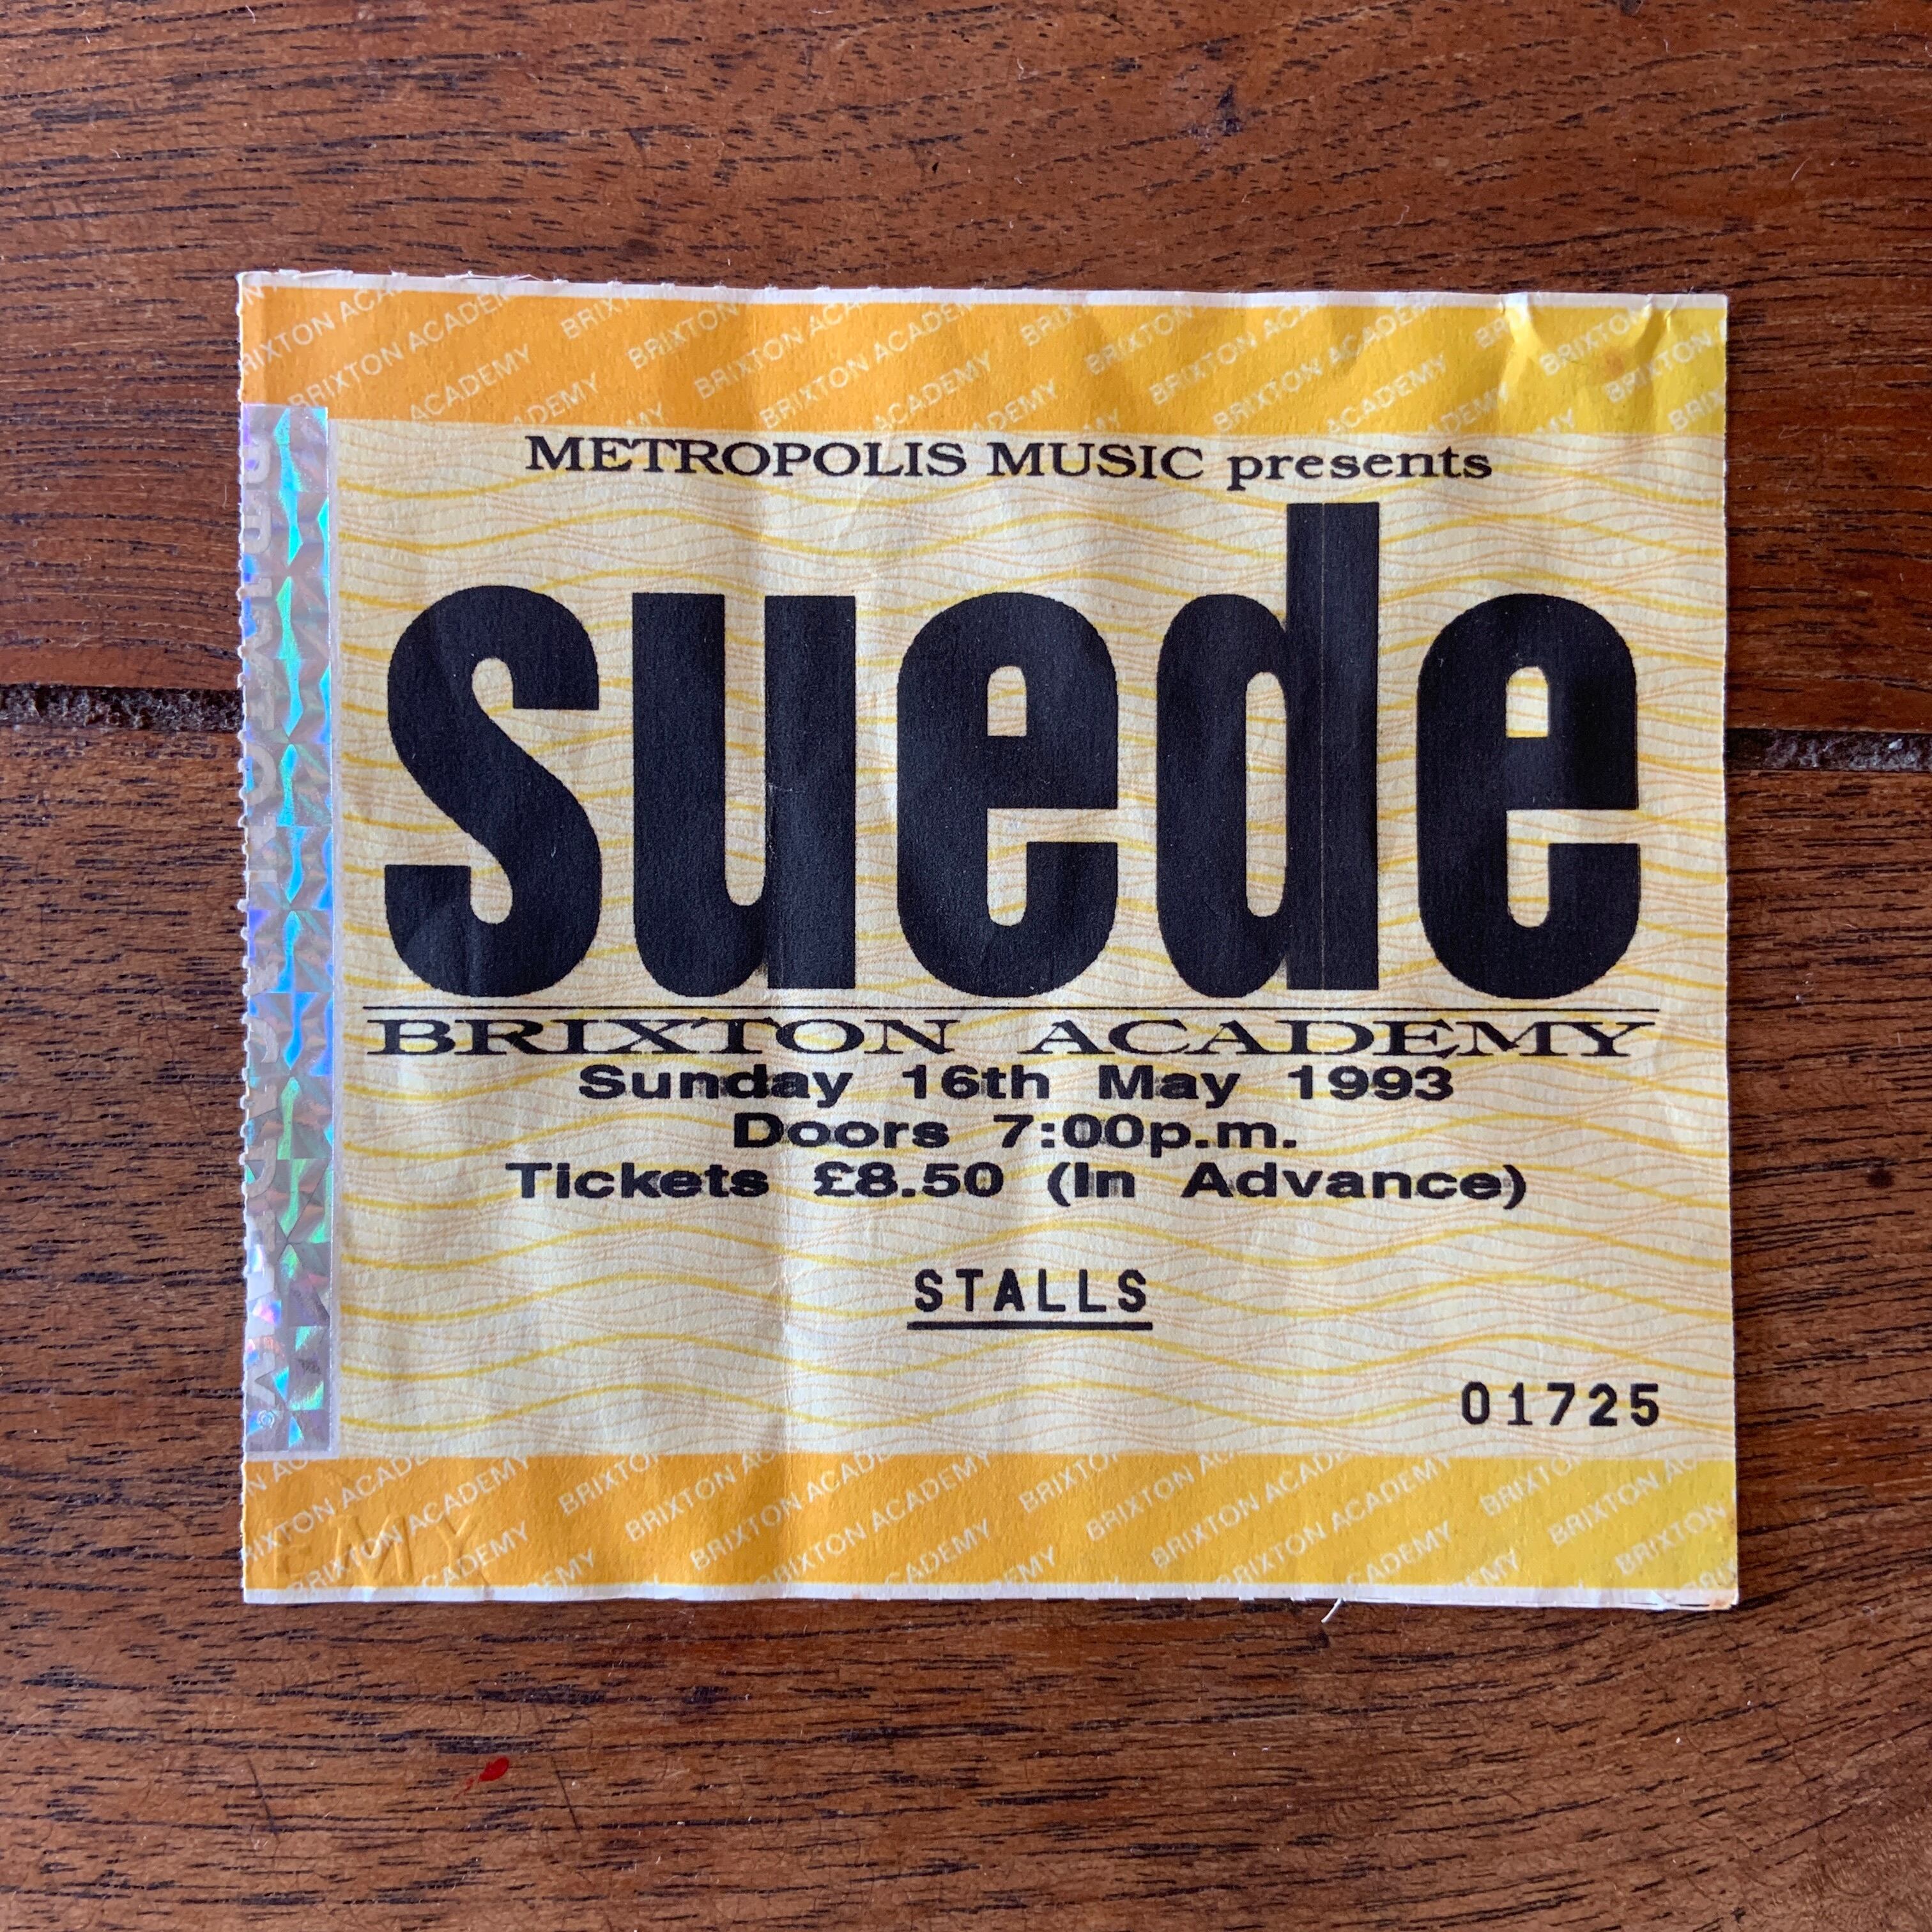 METROPOLIS MUSIC presents
suede
BRIXTON ACADEMY
Sunday 16th May 1993
Doors 7:00p.m.
Tickets £8.50 (In Advance)
STALLS
01725